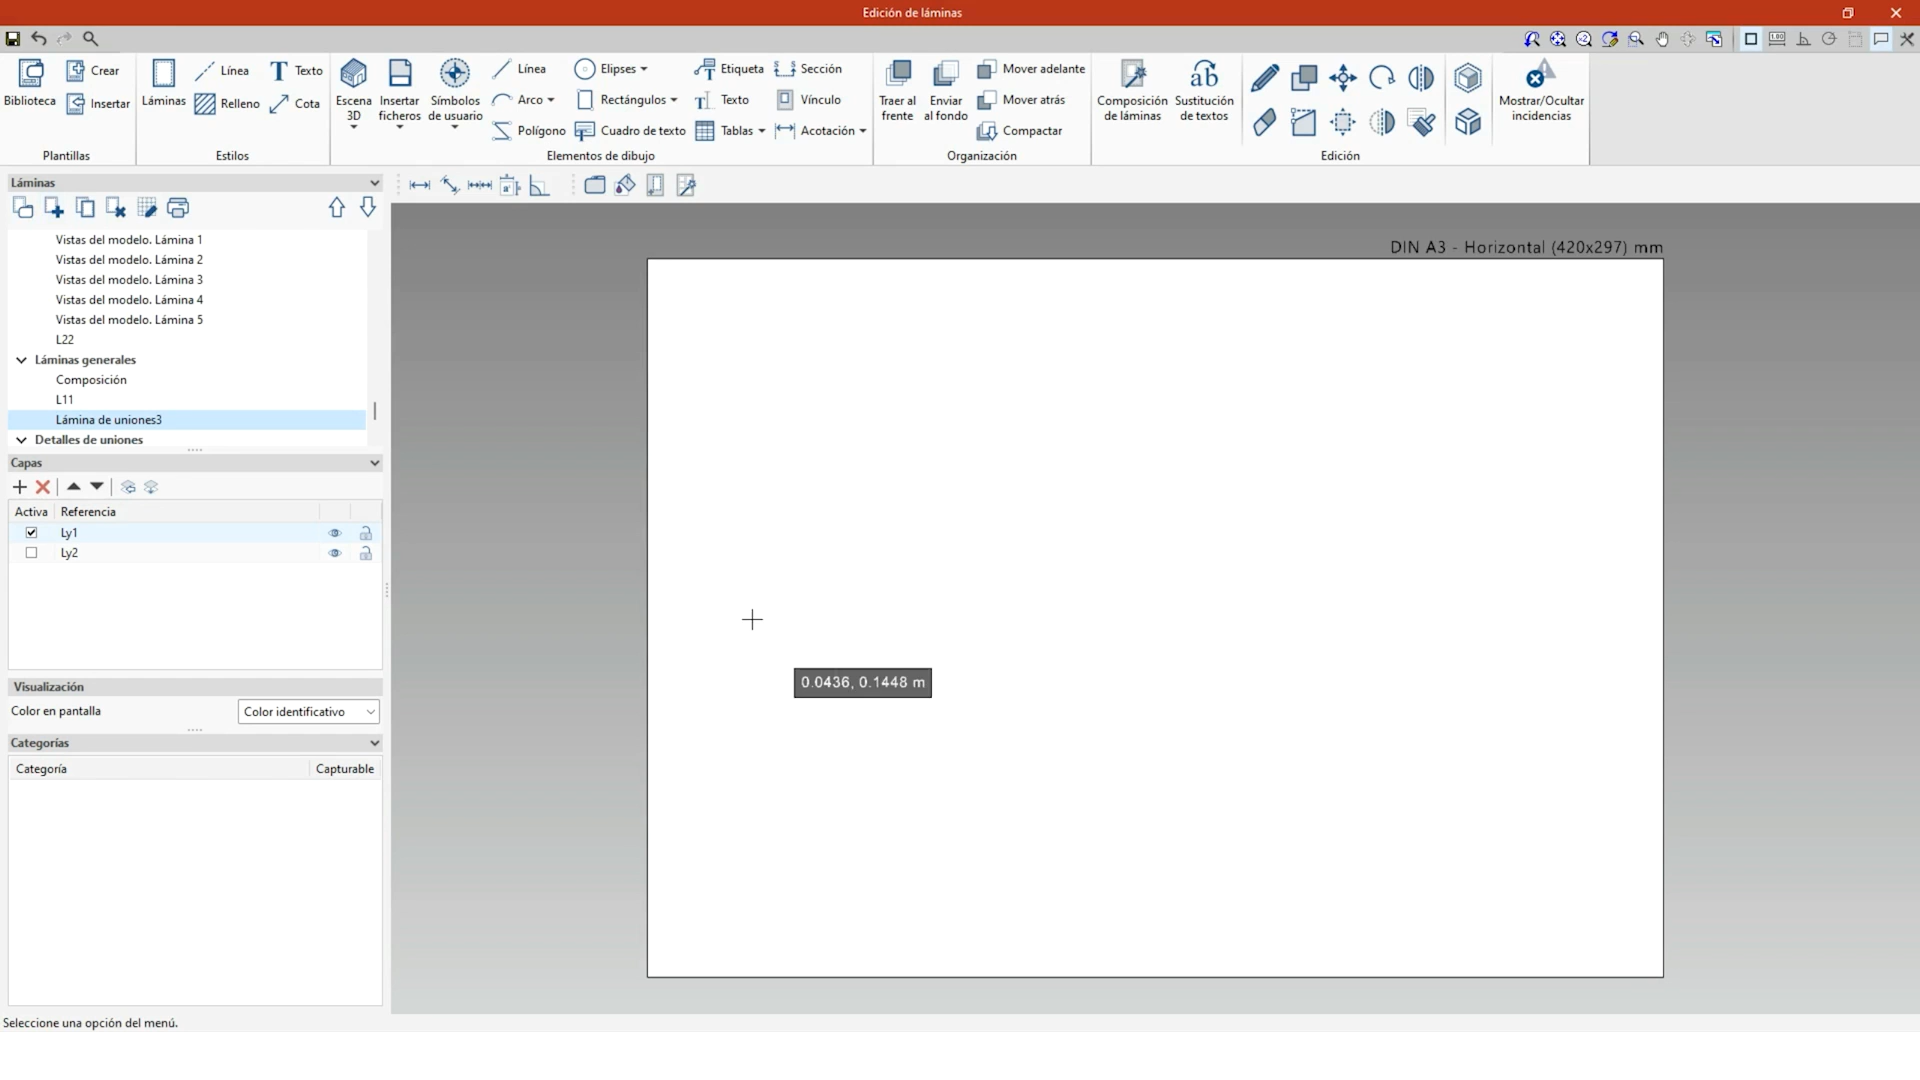 Edición de láminas
Biblioteca
Crear
Insertar
Plantillas
Láminas
Línea
Relleno
Texto
Cota
Estilos
Escena
3D
Insertar
ficheros
Símbolos
de usuario
Línea
Arco
Polígono
Elipses
Rectángulos
Cuadro de texto
Etiqueta
Texto
Tablas
Sección
Vínculo
Acotación
Elementos de dibujo
Traer al
frente
Enviar
al fondo
Mover adelante
Mover atrás
Compactar
Organización
Composición
de láminas
Sustitución
de textos
Edición
Mostrar/Ocultar
incidencias
Láminas
Vistas del modelo. Lámina 1
Vistas del modelo. Lámina 2
Vistas del modelo. Lámina 3
Vistas del modelo. Lámina 4
Vistas del modelo. Lámina 5
L22
Láminas generales
Composición
L11
Lámina de uniones3
Detalles de uniones
Capas
Activa Referencia
Ly1
Ly2
Visualización
Color en pantalla Color identificativo
Categorías
Categoría Capturable
DIN A3 - Horizontal (420x297) mm
0.0436, 0.1448 m
Seleccione una opción del menú.